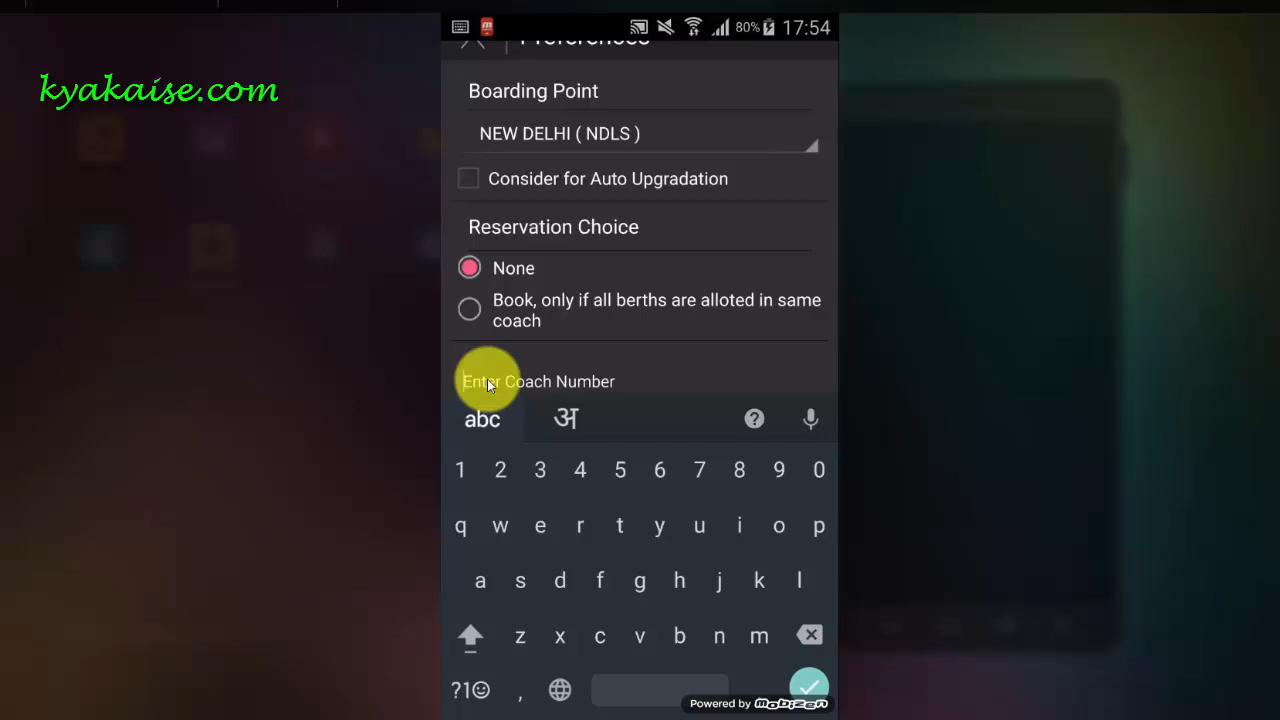 80% 17:54
kyakaise.com
Preferences
Boarding Point
NEW DELHI ( NDLS )
Consider for Auto Upgradation
Reservation Choice
None
Book, only if all berths are alloted in same
coach
Enter Coach Number
abc अ ?
1 2 3 4 5 6 7 8 9 0
q w e r t y u i o p
a s d f g h j k l
z x c v b n m
?1☺ ,
Powered by mobizen